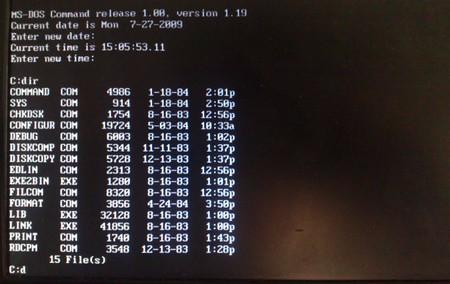 MS-DOS Command release 1.00, version 1.19
Current date is Mon  7-27-2009
Enter new date:
Current time is 15:05:53.11
Enter new time:
C:dir
COMMAND  COM     4986   1-18-84   2:01p
SYS      COM      914   1-18-84   2:50p
CHKDSK   COM     1754   8-16-83  12:56p
CONFIGUR COM    19724   5-03-84  10:33a
DEBUG    COM     6003   8-16-83   1:02p
DISKCOMP COM     5344  11-11-83   1:37p
DISKCOPY COM     5728  12-13-83   1:37p
EDLIN    COM     2313   8-16-83  12:56p
EXE2BIN  EXE     1280   8-16-83   1:01p
FILCOM   COM     8320   8-16-83  12:56p
FORMAT   COM     3856   4-24-84   3:50p
LIB      EXE    32128   8-16-83   1:00p
LINK     EXE    41856   8-16-83   1:00p
PRINT    COM     1740   8-16-83   1:43p
RDCPM    COM     3548  12-13-83   1:28p
15 File(s)
C:d